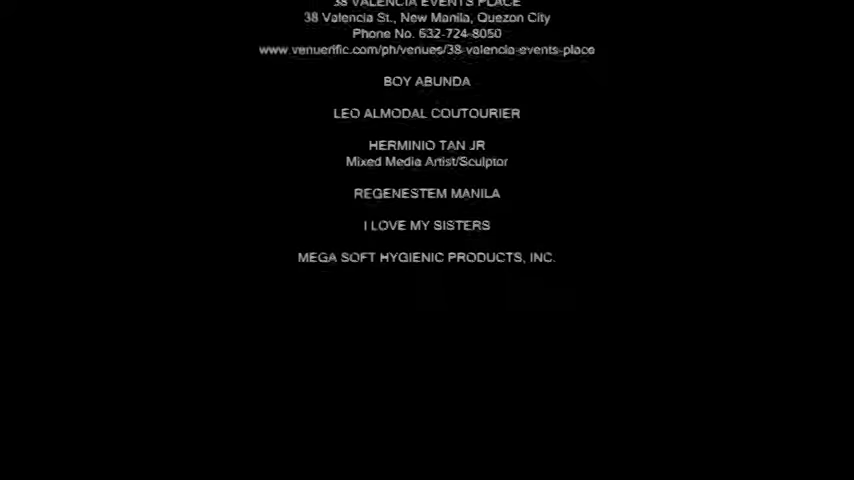 38 VALENCIA EVENTS PLACE
38 Valencia St., New Manila, Quezon City
Phone No. 632-724-8050
www.venuerific.com/ph/venues/38-valencia-events-place
BOY ABUNDA
LEO ALMODAL COUTOURIER
HERMINIO TAN JR
Mixed Media Artist/Sculptor
REGENESTEM MANILA
I LOVE MY SISTERS
MEGA SOFT HYGIENIC PRODUCTS, INC.